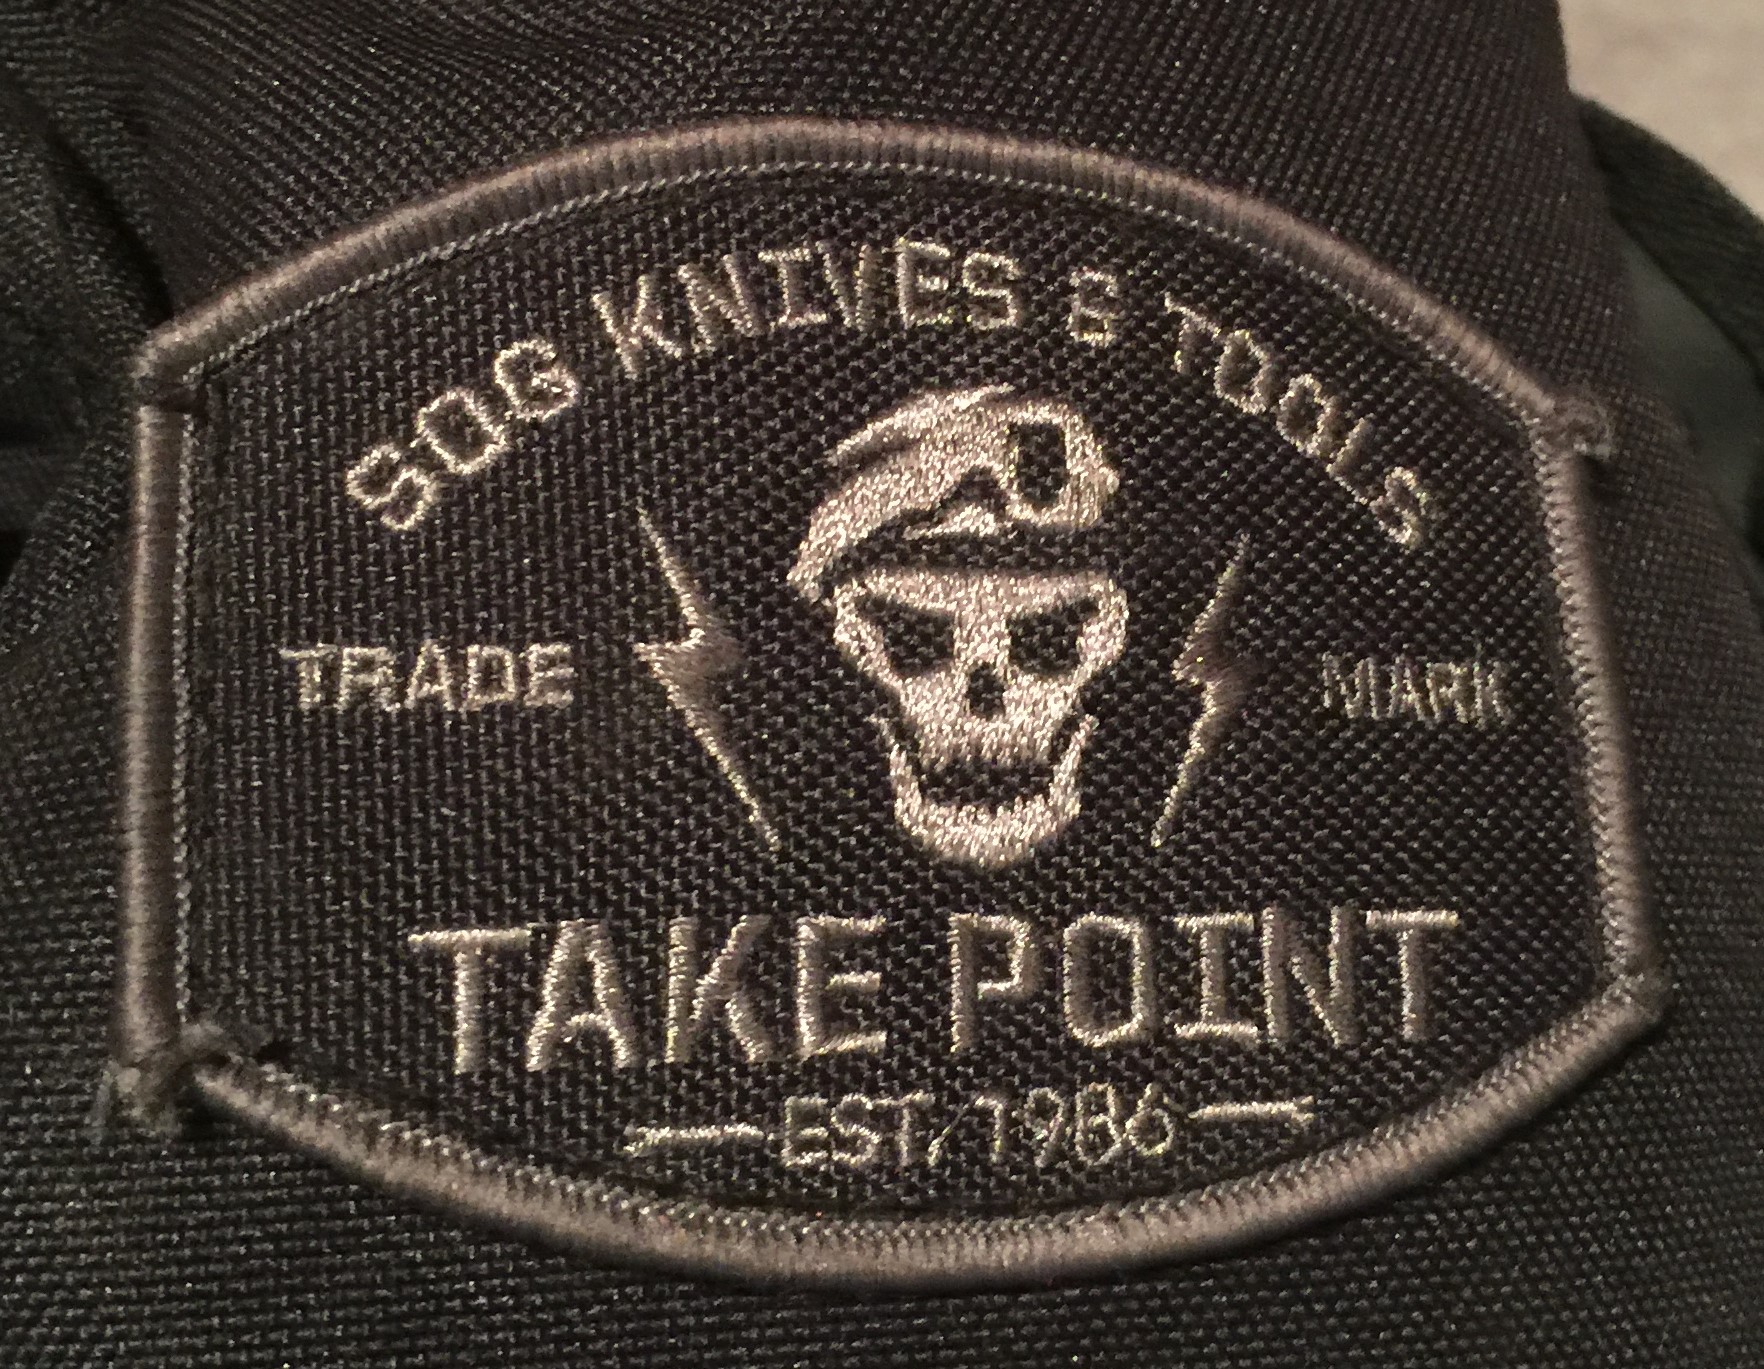 SOG KNIVES & TOOLS
TRADE MARK
TAKE POINT
EST/1986